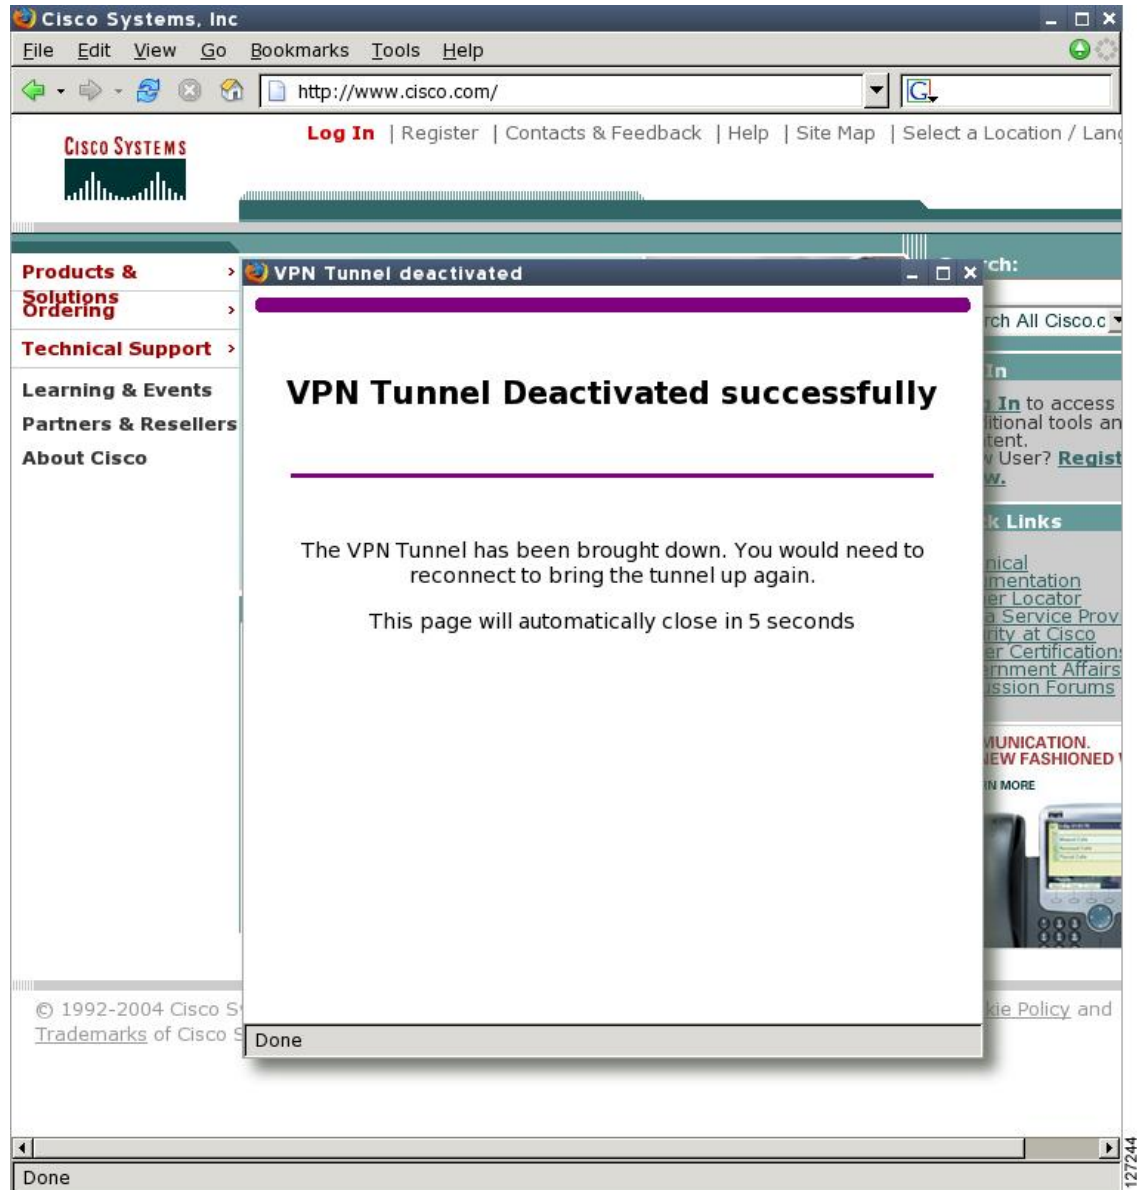 Cisco Systems, Inc
File Edit View Go Bookmarks Tools Help
http://www.cisco.com/
G
Log In | Register | Contacts & Feedback | Help | Site Map | Select a Location / Lang
CISCO SYSTEMS
Products &
Solutions
Ordering
Technical Support
Learning & Events
Partners & Resellers
About Cisco
VPN Tunnel deactivated
VPN Tunnel Deactivated successfully
The VPN Tunnel has been brought down. You would need to
reconnect to bring the tunnel up again.
This page will automatically close in 5 seconds
Done
rch:
rch All Cisco.c
In
In to access
itional tools an
tent.
User? Regist
w.
k Links
nical
mentation
er Locator
a Service Prov
rity at Cisco
er Certification
ernment Affairs
ussion Forums
MUNICATION.
EW FASHIONED
N MORE
© 1992-2004 Cisco S
kie Policy and
Trademarks of Cisco S
Done
127244